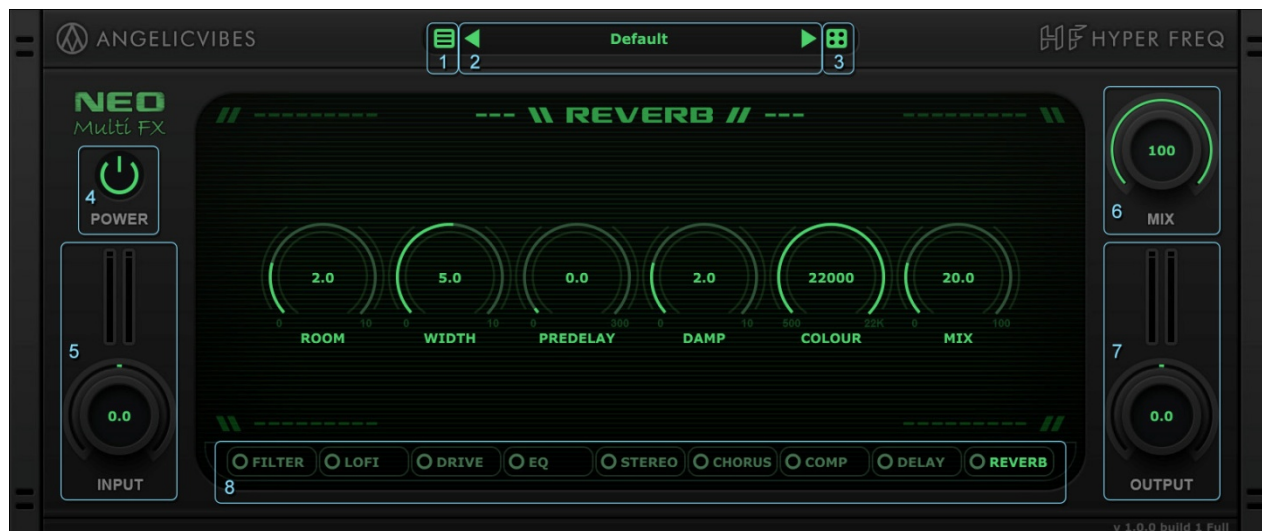 ANGELICVIBES
1
2
Default
3
HF HYPER FREQ
NEO
Multi FX
4
POWER
--- \\ REVERB // ---
100
6
MIX
2.0
5.0
0.0
2.0
22000
20.0
0 10
0 10
0 300
0 10
500 22K
0 100
ROOM
WIDTH
PREDELAY
DAMP
COLOUR
MIX
5
0.0
INPUT
7
0.0
OUTPUT
FILTER
LOFI
DRIVE
EQ
STEREO
CHORUS
COMP
DELAY
REVERB
8
v 1.0.0 build 1 Full